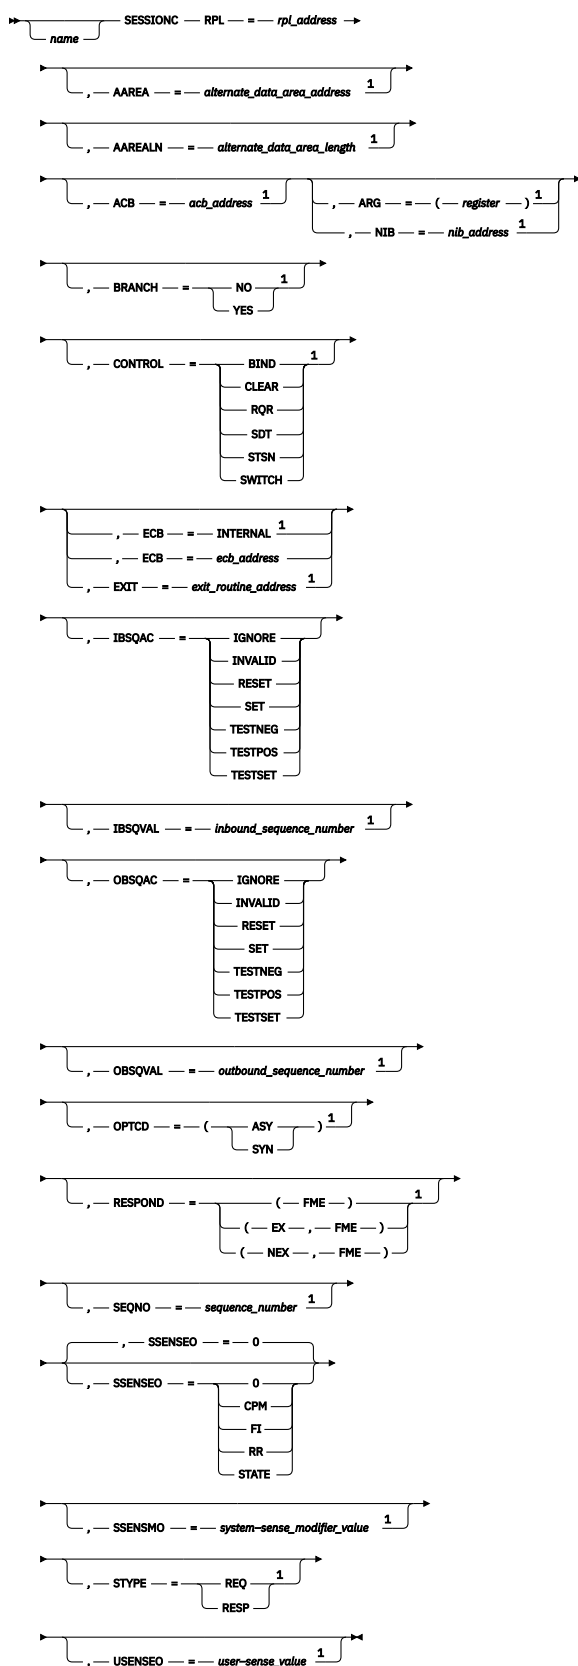 SESSIONC RPL = rpl_address
name
, AAREA = alternate_data_area_address 1
, AAREALN = alternate_data_area_length 1
, ACB = acb_address 1 , ARG = ( register ) 1
, NIB = nib_address 1
, BRANCH = NO 1
YES
, CONTROL = BIND 1
CLEAR
RQR
SDT
STSN
SWITCH
, ECB = INTERNAL 1
, ECB = ecb_address
, EXIT = exit_routine_address 1
, IBSQAC = IGNORE
INVALID
RESET
SET
TESTNEG
TESTPOS
TESTSET
, IBSQVAL = inbound_sequence_number 1
, OBSQAC = IGNORE
INVALID
RESET
SET
TESTNEG
TESTPOS
TESTSET
, OBSQVAL = outbound_sequence_number 1
, OPTCD = ( ASY ) 1
SYN
, RESPOND = ( FME ) 1
( EX , FME )
( NEX , FME )
, SEQNO = sequence_number 1
, SSENSEO = 0
, SSENSEO = 0
CPM
FI
RR
STATE
, SSENSMO = system–sense_modifier_value 1
, STYPE = REQ 1
RESP
, USENSEO = user–sense_value 1